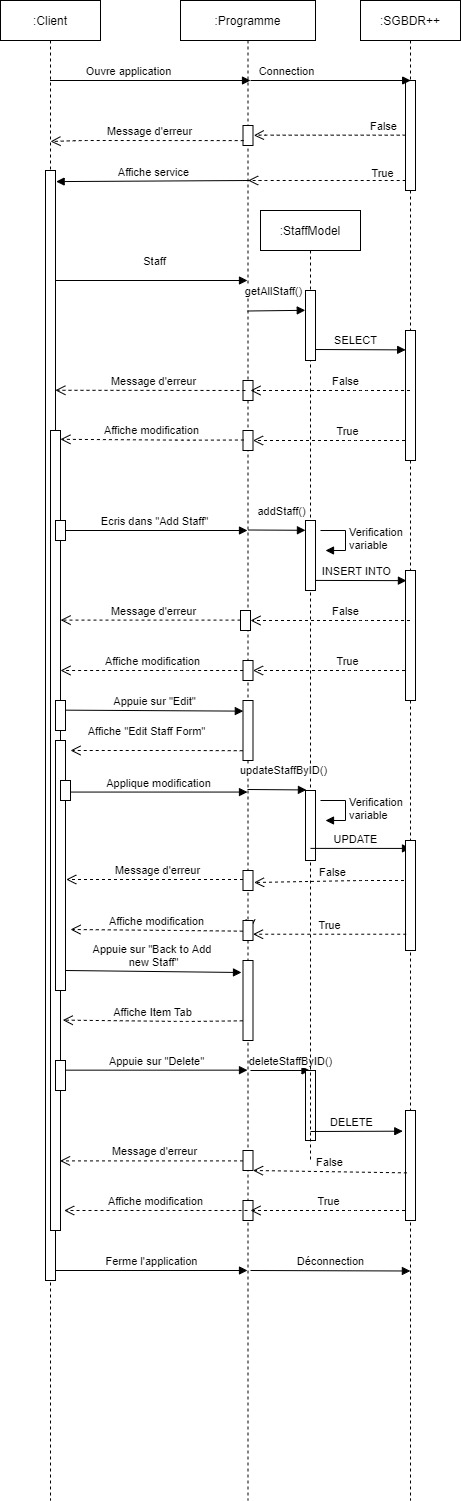 :Client
:Programme
:SGBDR++
Ouvre application
Connection
False
Message d'erreur
True
Affiche service
:StaffModel
Staff
getAllStaff()
SELECT
Message d'erreur
False
Affiche modification
True
addStaff()
Ecris dans "Add Staff"
Verification
variable
INSERT INTO
Message d'erreur
False
Affiche modification
True
Appuie sur "Edit"
Affiche "Edit Staff Form"
updateStaffByID()
Applique modification
Verification
variable
UPDATE
Message d'erreur
False
Affiche modification
True
Appuie sur "Back to Add
new Staff"
Affiche Item Tab
Appuie sur "Delete"
deleteStaffByID()
DELETE
Message d'erreur
False
Affiche modification
True
Ferme l'application
Déconnection